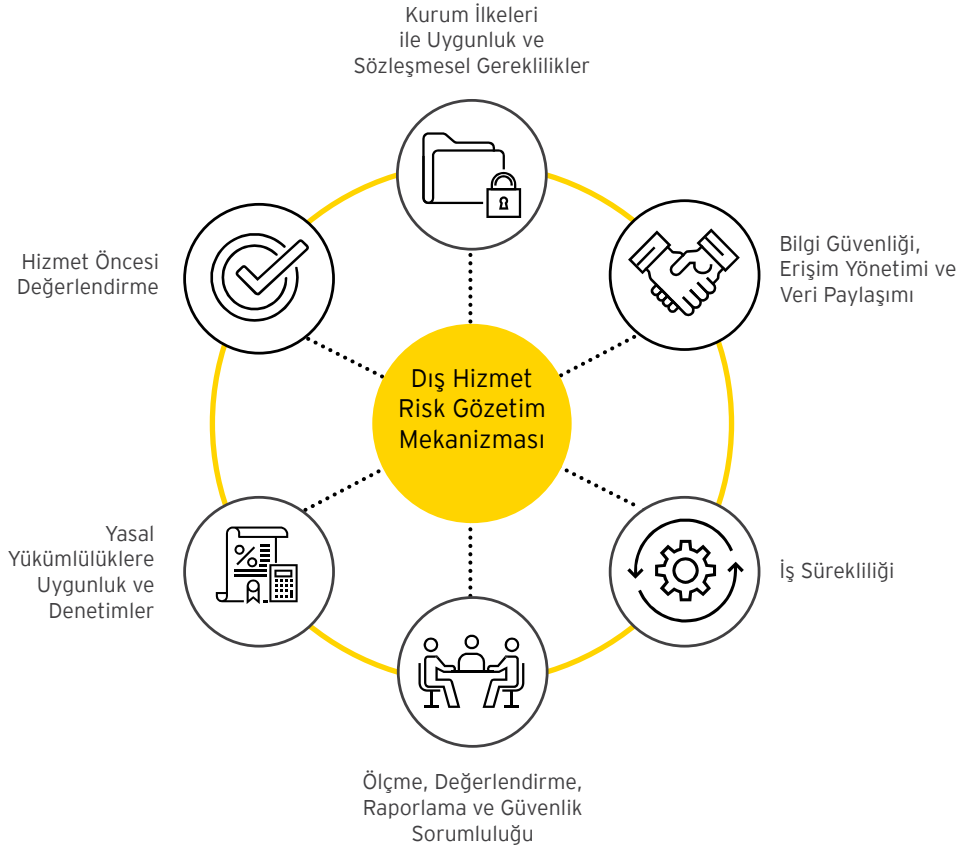 Kurum İlkeleri
ile Uygunluk ve
Sözleşmesel Gereklilikler
Bilgi Güvenliği,
Erişim Yönetimi ve
Veri Paylaşımı
Hizmet Öncesi
Değerlendirme
Dış Hizmet
Risk Gözetim
Mekanizması
Yasal
Yükümlülüklere
Uygunluk ve
Denetimler
%
İş Sürekliliği
Ölçme, Değerlendirme,
Raporlama ve Güvenlik
Sorumluluğu